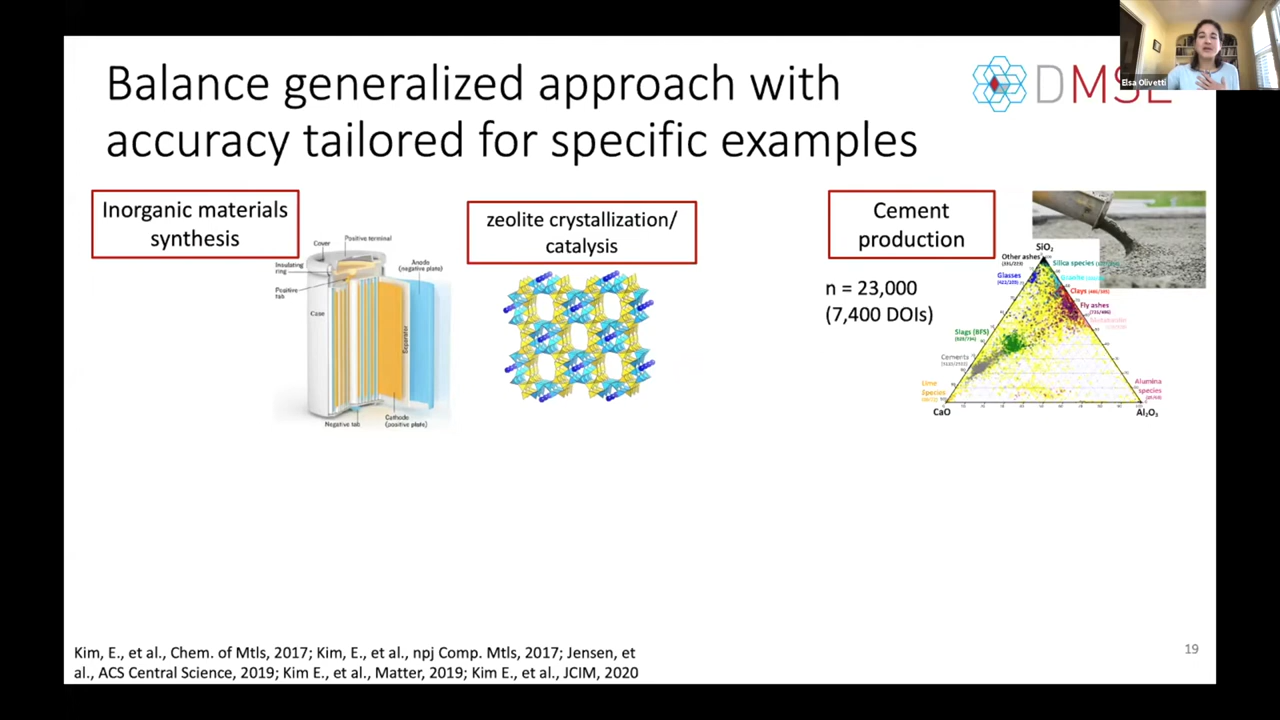 Elsa Olivetti
Balance generalized approach with
accuracy tailored for specific examples
Inorganic materials
synthesis
Cover
Positive terminal
Insulating
ring
Positive
tab
Case
Anode
(negative plate)
Separator
Cathode
(positive plate)
Negative tab
zeolite crystallization/
catalysis
Cement
production
n = 23,000
(7,400 DOIs)
SiO₂
Other ashes
Silica species
Glasses
Clays
Fly ashes
Slags (BFS)
Cements
Lime
Species
Alumina
species
CaO
Al₂O₃
Kim, E., et al., Chem. of Mtls, 2017; Kim, E., et al., npj Comp. Mtls, 2017; Jensen, et
al., ACS Central Science, 2019; Kim E., et al., Matter, 2019; Kim E., et al., JCIM, 2020
19